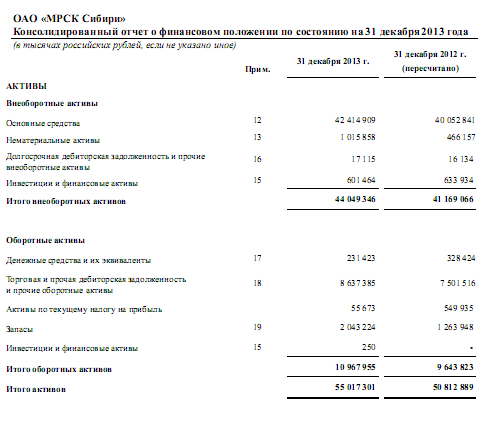 ОАО «МРСК Сибири»
Консолидированный отчет о финансовом положении по состоянию на 31 декабря 2013 года
(в тысячах российских рублей, если не указано иное)
Прим. 31 декабря 2013 г. 31 декабря 2012 г. (пересчитано)
АКТИВЫ
Внеоборотные активы
Основные средства 12 42 414 909 40 052 841
Нематериальные активы 13 1 015 858 466 157
Долгосрочная дебиторская задолженность и прочие
внеоборотные активы 16 17 115 16 134
Инвестиции и финансовые активы 15 601 464 633 934
Итого внеоборотных активов 44 049 346 41 169 066
Оборотные активы
Денежные средства и их эквиваленты 17 231 423 328 424
Торговая и прочая дебиторская задолженность
и прочие оборотные активы 18 8 637 385 7 501 516
Активы по текущему налогу на прибыль 55 673 549 935
Запасы 19 2 043 224 1 263 948
Инвестиции и финансовые активы 15 250 -
Итого оборотных активов 10 967 955 9 643 823
Итого активов 55 017 301 50 812 889